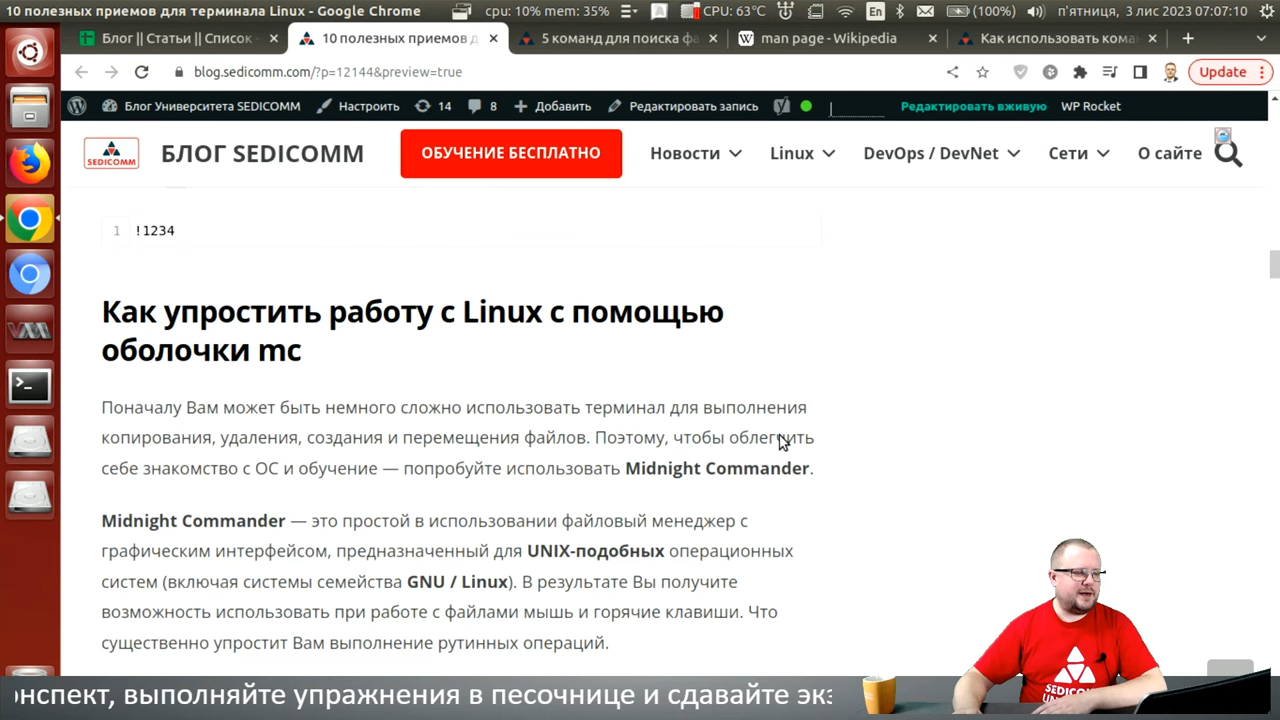 10 полезных приемов для терминала Linux - Google Chrome
cpu: 10% mem: 35%
CPU: 63°C
En
(100%)
п'ятниця, 3 лис 2023 07:07:10
Блог || Статьи || Список -
10 полезных приемов д
5 команд для поиска фа
man page - Wikipedia
Как использовать кома
blog.sedicomm.com/?p=12144&preview=true
Update
Блог Университета SEDICOMM
Настроить
14
8
Добавить
Редактировать запись
Редактировать вживую
WP Rocket
SEDICOMM
БЛОГ SEDICOMM
ОБУЧЕНИЕ БЕСПЛАТНО
Новости
Linux
DevOps / DevNet
Сети
О сайте
1 !1234
Как упростить работу с Linux с помощью
оболочки mc
Поначалу Вам может быть немного сложно использовать терминал для выполнения
копирования, удаления, создания и перемещения файлов. Поэтому, чтобы облегчить
себе знакомство с ОС и обучение — попробуйте использовать Midnight Commander.
Midnight Commander — это простой в использовании файловый менеджер с
графическим интерфейсом, предназначенный для UNIX-подобных операционных
систем (включая системы семейства GNU / Linux). В результате Вы получите
возможность использовать при работе с файлами мышь и горячие клавиши. Что
существенно упростит Вам выполнение рутинных операций.
SEDICOMM
онспект, выполняйте упражнения в песочнице и сдавайте экз